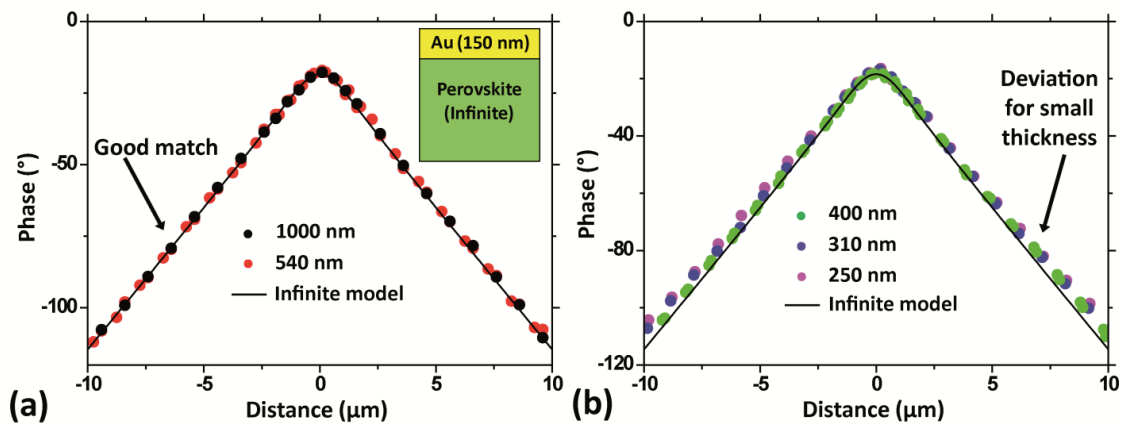 0
-50
-100
Phase (°)
Au (150 nm)
Perovskite
(Infinite)
Good match
1000 nm
540 nm
Infinite model
-10
-5
0
5
10
Distance (µm)
(a)
0
-40
-80
-120
Phase (°)
Deviation
for small
thickness
400 nm
310 nm
250 nm
Infinite model
-10
-5
0
5
10
Distance (µm)
(b)